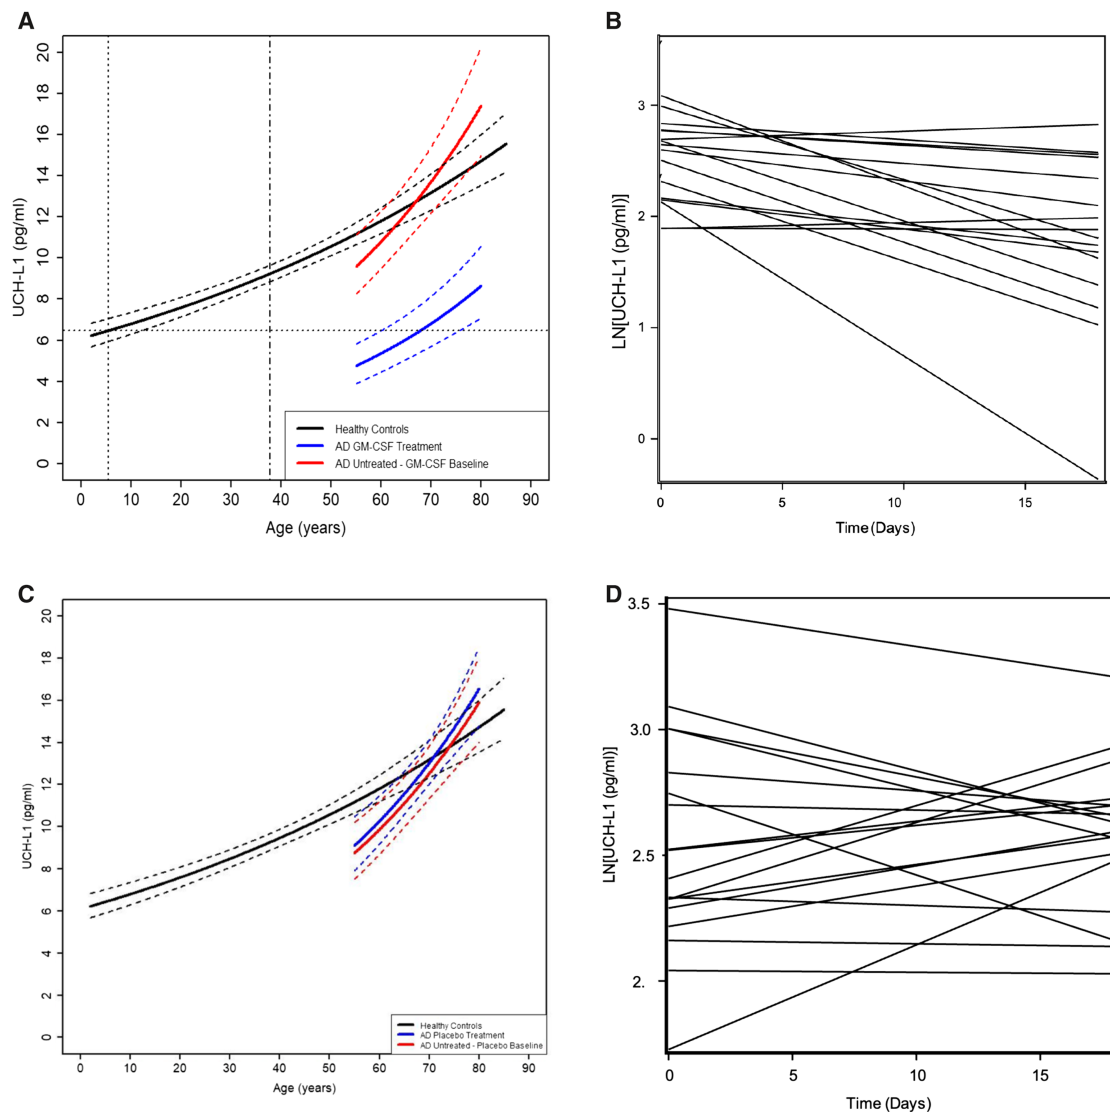 A
20
18
16
14
12
10
8
6
4
2
0
UCH-L1 (pg/ml)
Healthy Controls
AD GM-CSF Treatment
AD Untreated - GM-CSF Baseline
0 10 20 30 40 50 60 70 80 90
Age (years)
B
3
2
1
0
LN[UCH-L1 (pg/ml)]
0 5 10 15
Time (Days)
C
20
18
16
14
12
10
8
6
4
2
0
UCH-L1 (pg/ml)
Healthy Controls
AD Placebo Treatment
AD Untreated - Placebo Baseline
0 10 20 30 40 50 60 70 80 90
Age (years)
D
3.5
3.0
2.5
2.
LN[UCH-L1 (pg/ml)]
0 5 10 15
Time (Days)